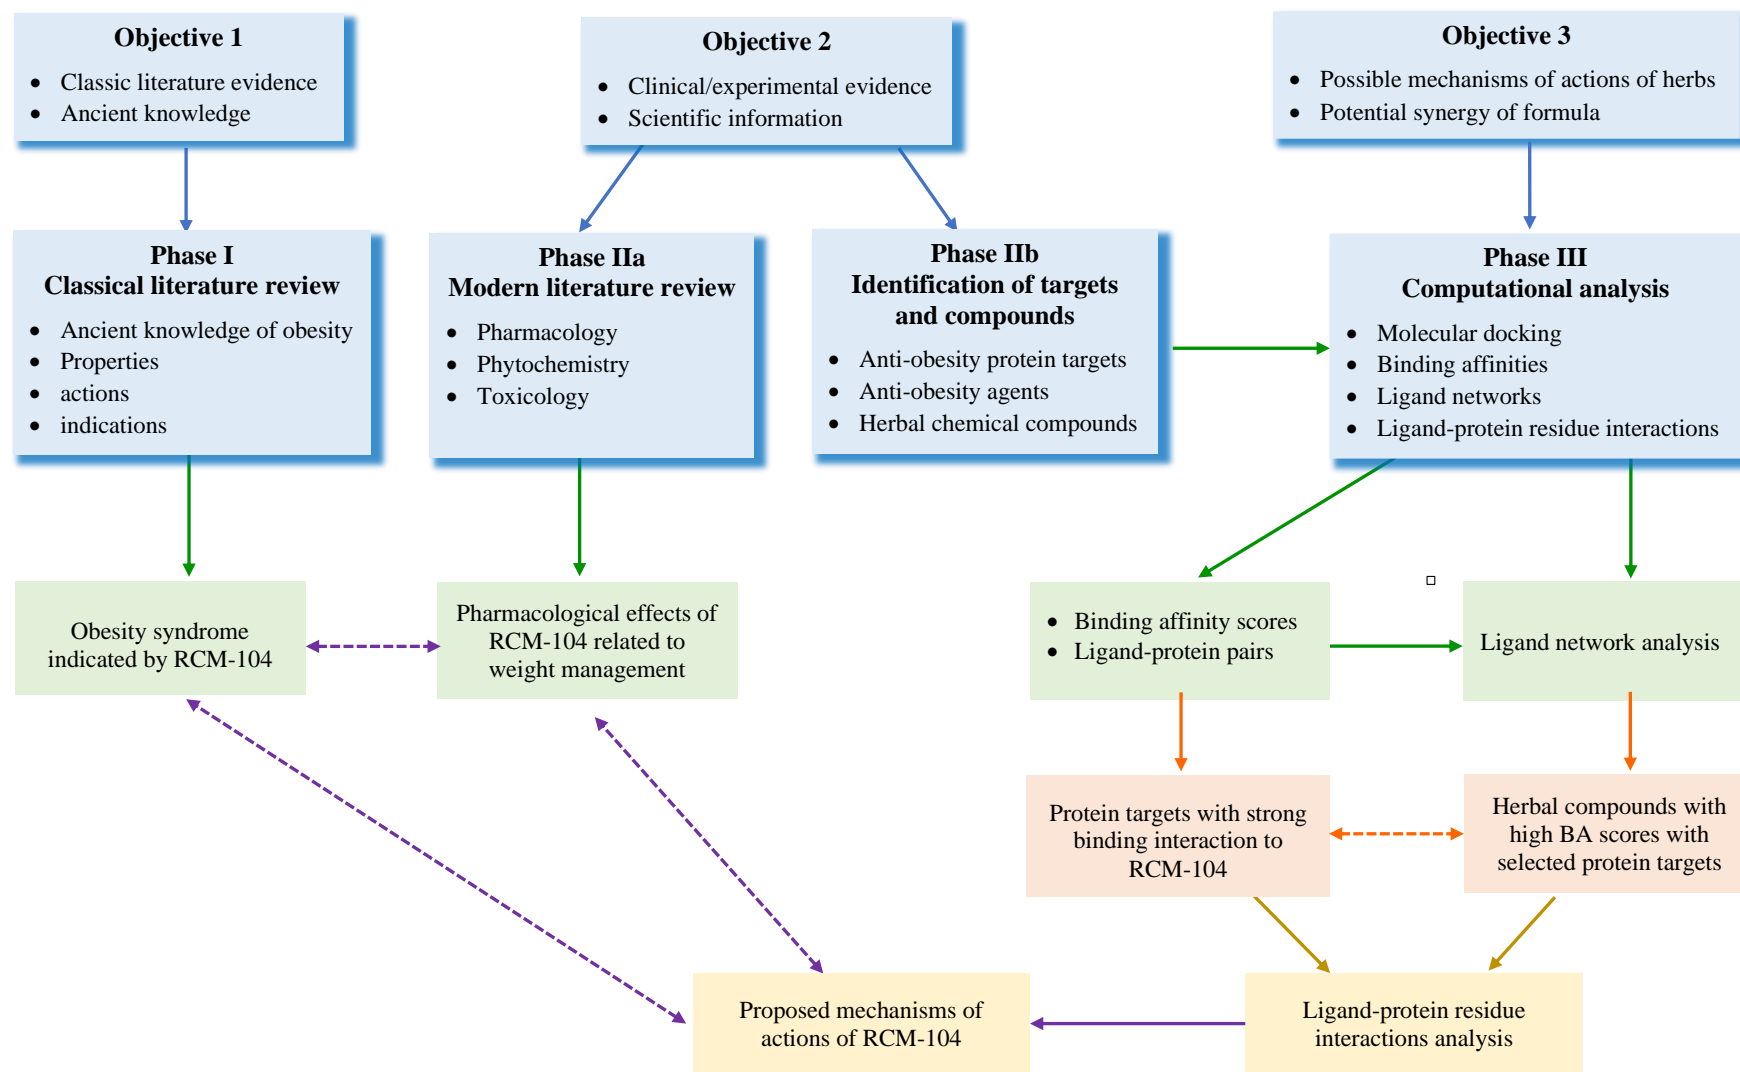 Objective 1
• Classic literature evidence
• Ancient knowledge
Objective 2
• Clinical/experimental evidence
• Scientific information
Objective 3
• Possible mechanisms of actions of herbs
• Potential synergy of formula
Phase I
Classical literature review
• Ancient knowledge of obesity
• Properties
• actions
• indications
Phase IIa
Modern literature review
• Pharmacology
• Phytochemistry
• Toxicology
Phase IIb
Identification of targets
and compounds
• Anti-obesity protein targets
• Anti-obesity agents
• Herbal chemical compounds
Phase III
Computational analysis
• Molecular docking
• Binding affinities
• Ligand networks
• Ligand-protein residue interactions
Obesity syndrome
indicated by RCM-104
Pharmacological effects of
RCM-104 related to
weight management
• Binding affinity scores
• Ligand-protein pairs
Ligand network analysis
Protein targets with strong
binding interaction to
RCM-104
Herbal compounds with
high BA scores with
selected protein targets
Proposed mechanisms of
actions of RCM-104
Ligand-protein residue
interactions analysis